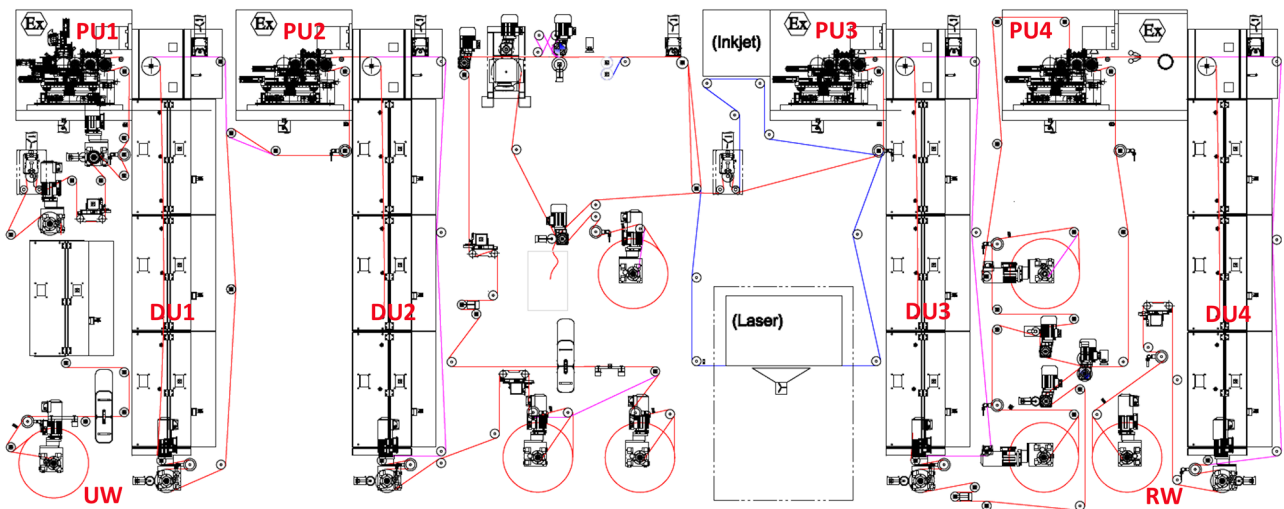 Ex
PU1
Ex
PU2
(Inkjet)
Ex
PU3
PU4
Ex
DU1
DU2
(Laser)
DU3
DU4
UW
RW